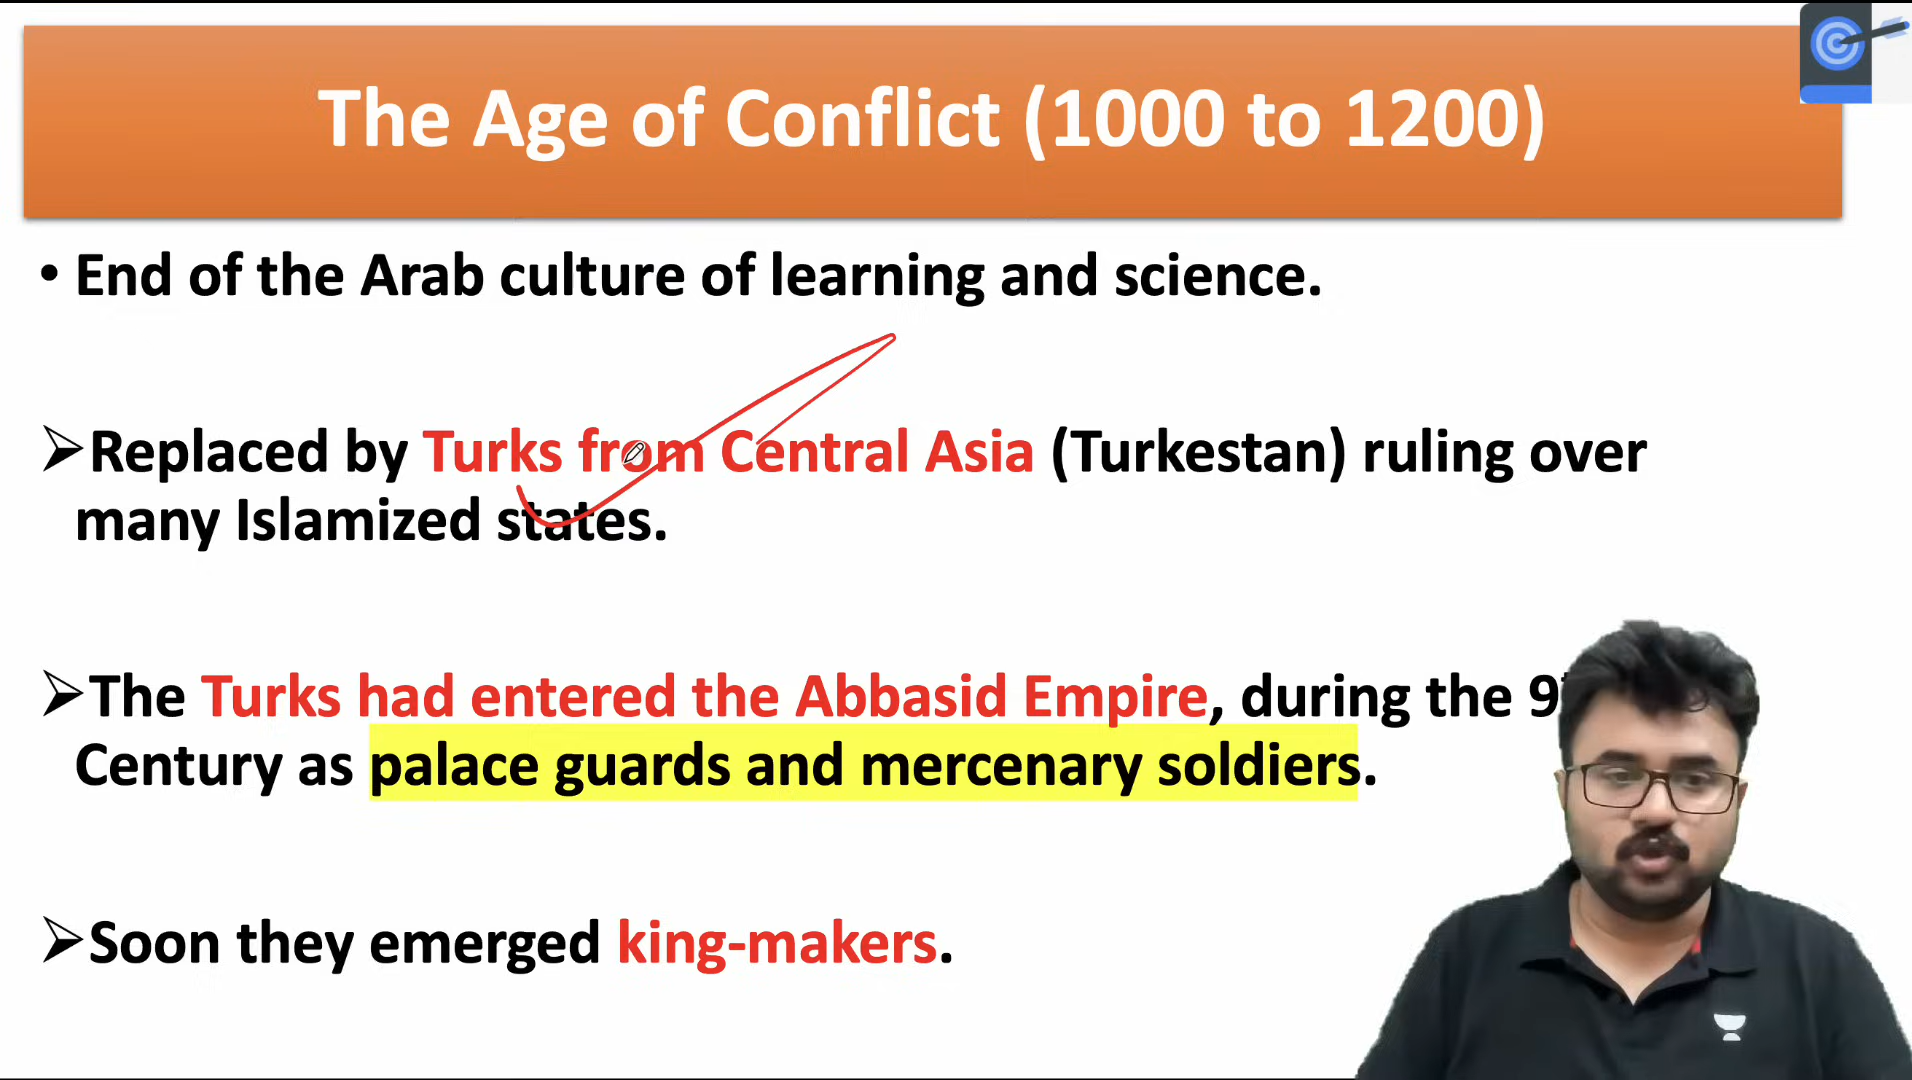 The Age of Conflict (1000 to 1200)
• End of the Arab culture of learning and science.
➢Replaced by Turks from Central Asia (Turkestan) ruling over
many Islamized states.
➢The Turks had entered the Abbasid Empire, during the 9
Century as palace guards and mercenary soldiers.
➢Soon they emerged king-makers.